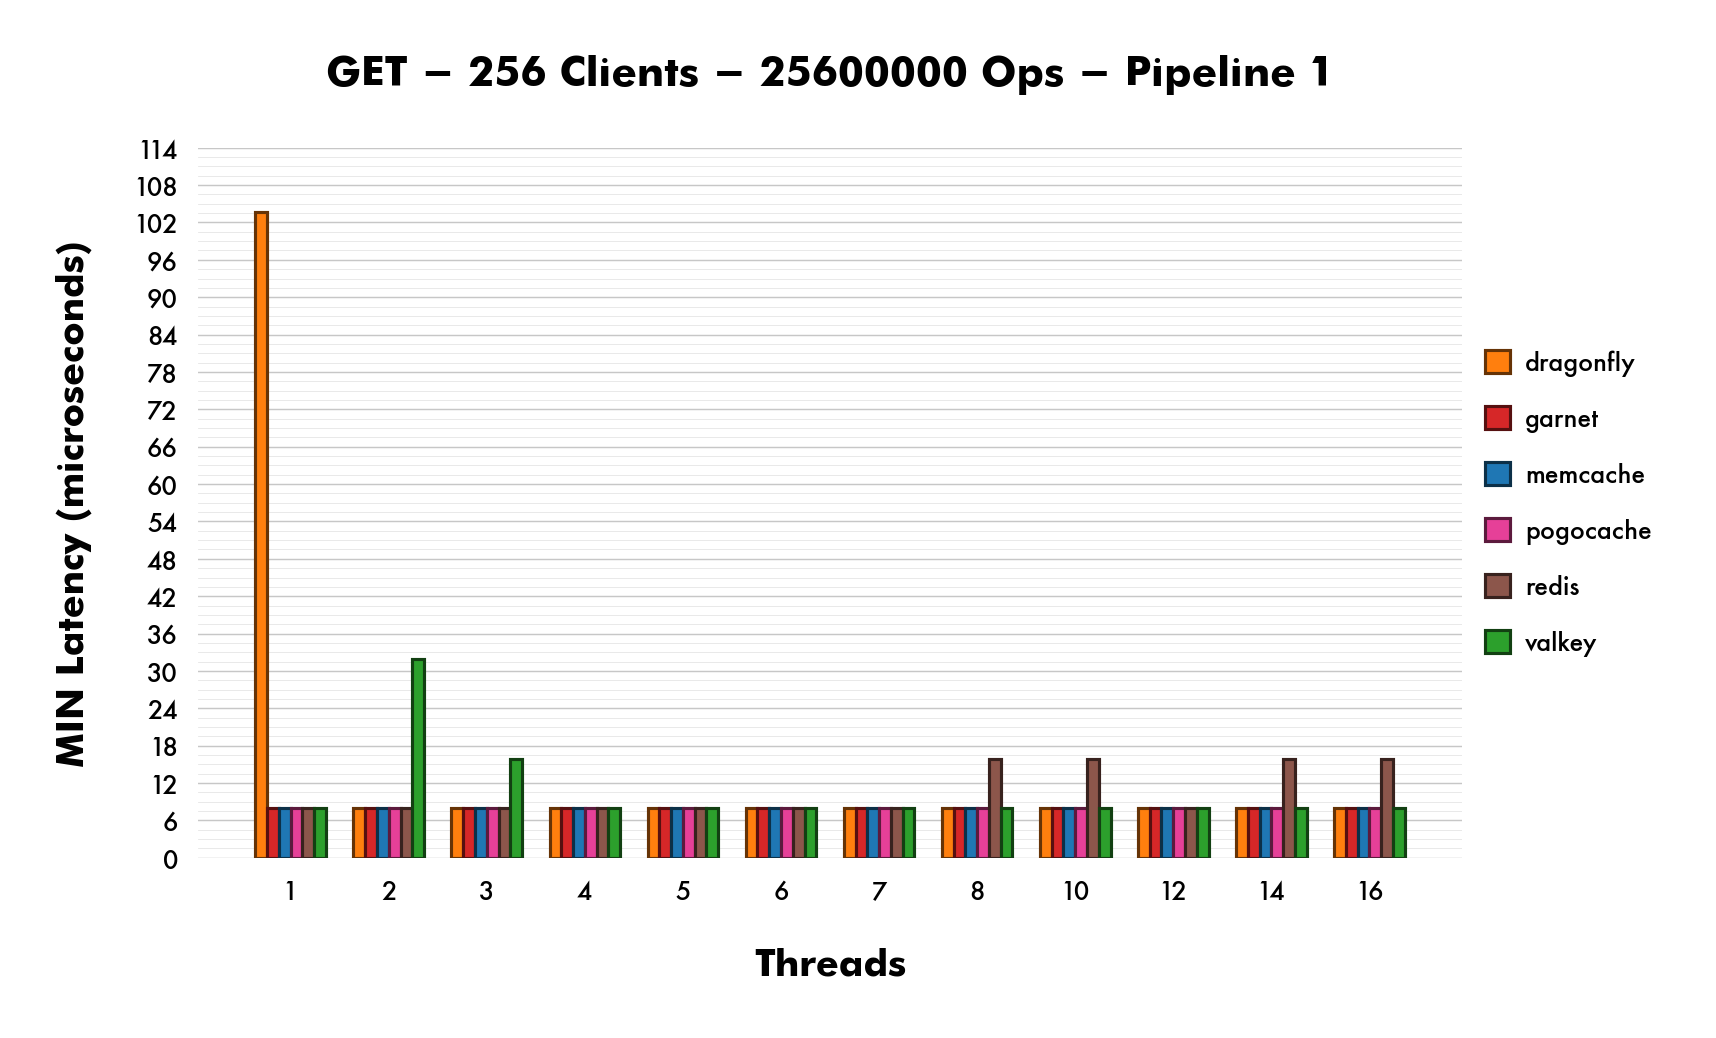 GET – 256 Clients – 25600000 Ops – Pipeline 1
MIN Latency (microseconds)
114
108
102
96
90
84
78
72
66
60
54
48
42
36
30
24
18
12
6
0
1 2 3 4 5 6 7 8 10 12 14 16
Threads
dragonfly
garnet
memcache
pogocache
redis
valkey